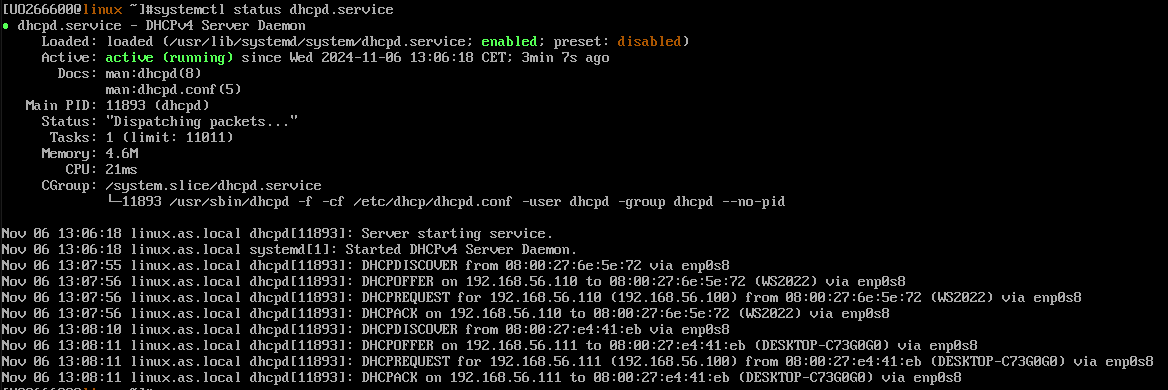 [UO266600@linux ~]#systemctl status dhcpd.service
● dhcpd.service - DHCPv4 Server Daemon
Loaded: loaded (/usr/lib/systemd/system/dhcpd.service; enabled; preset: disabled)
Active: active (running) since Wed 2024-11-06 13:06:18 CET; 3min 7s ago
Docs: man:dhcpd(8)
man:dhcpd.conf(5)
Main PID: 11893 (dhcpd)
Status: "Dispatching packets..."
Tasks: 1 (limit: 11011)
Memory: 4.6M
CPU: 21ms
CGroup: /system.slice/dhcpd.service
└─11893 /usr/sbin/dhcpd -f -cf /etc/dhcp/dhcpd.conf -user dhcpd -group dhcpd --no-pid
Nov 06 13:06:18 linux.as.local dhcpd[11893]: Server starting service.
Nov 06 13:06:18 linux.as.local systemd[1]: Started DHCPv4 Server Daemon.
Nov 06 13:07:55 linux.as.local dhcpd[11893]: DHCPDISCOVER from 08:00:27:6e:5e:72 via enp0s8
Nov 06 13:07:56 linux.as.local dhcpd[11893]: DHCPOFFER on 192.168.56.110 to 08:00:27:6e:5e:72 (WS2022) via enp0s8
Nov 06 13:07:56 linux.as.local dhcpd[11893]: DHCPREQUEST for 192.168.56.110 (192.168.56.100) from 08:00:27:6e:5e:72 (WS2022) via enp0s8
Nov 06 13:07:56 linux.as.local dhcpd[11893]: DHCPACK on 192.168.56.110 to 08:00:27:6e:5e:72 (WS2022) via enp0s8
Nov 06 13:08:10 linux.as.local dhcpd[11893]: DHCPDISCOVER from 08:00:27:e4:41:eb via enp0s8
Nov 06 13:08:11 linux.as.local dhcpd[11893]: DHCPOFFER on 192.168.56.111 to 08:00:27:e4:41:eb (DESKTOP-C73G0G0) via enp0s8
Nov 06 13:08:11 linux.as.local dhcpd[11893]: DHCPREQUEST for 192.168.56.111 (192.168.56.100) from 08:00:27:e4:41:eb (DESKTOP-C73G0G0) via enp0s8
Nov 06 13:08:11 linux.as.local dhcpd[11893]: DHCPACK on 192.168.56.111 to 08:00:27:e4:41:eb (DESKTOP-C73G0G0) via enp0s8